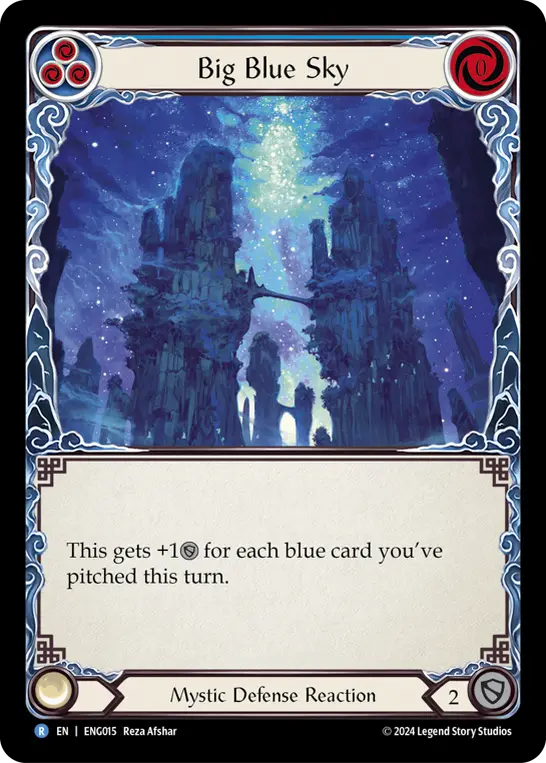 Big Blue Sky
0
This gets +1 for each blue card you've
pitched this turn.
Mystic Defense Reaction
2
R EN | ENG015 Reza Afshar
© 2024 Legend Story Studios